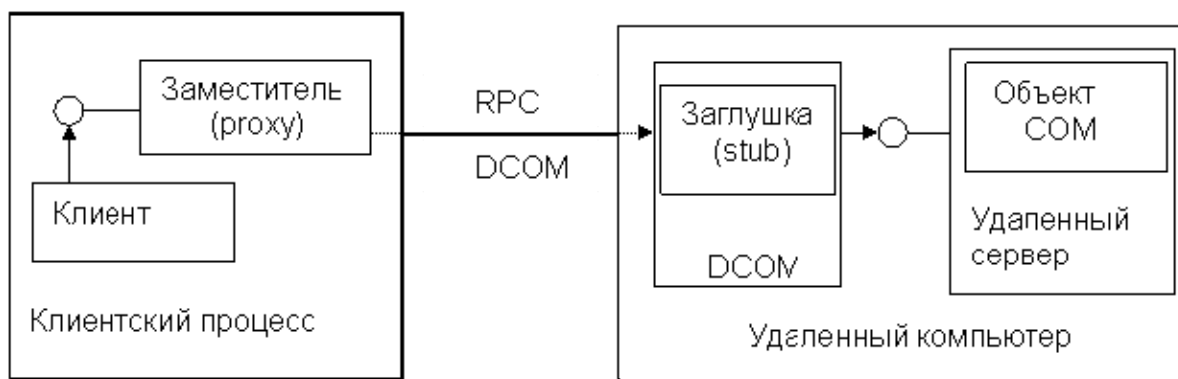 Заместитель
(proxy)
Клиент
Клиентский процесс
RPC
DCOM
Заглушка
(stub)
DCOM
Объект
COM
Удаленный
сервер
Удаленный компьютер